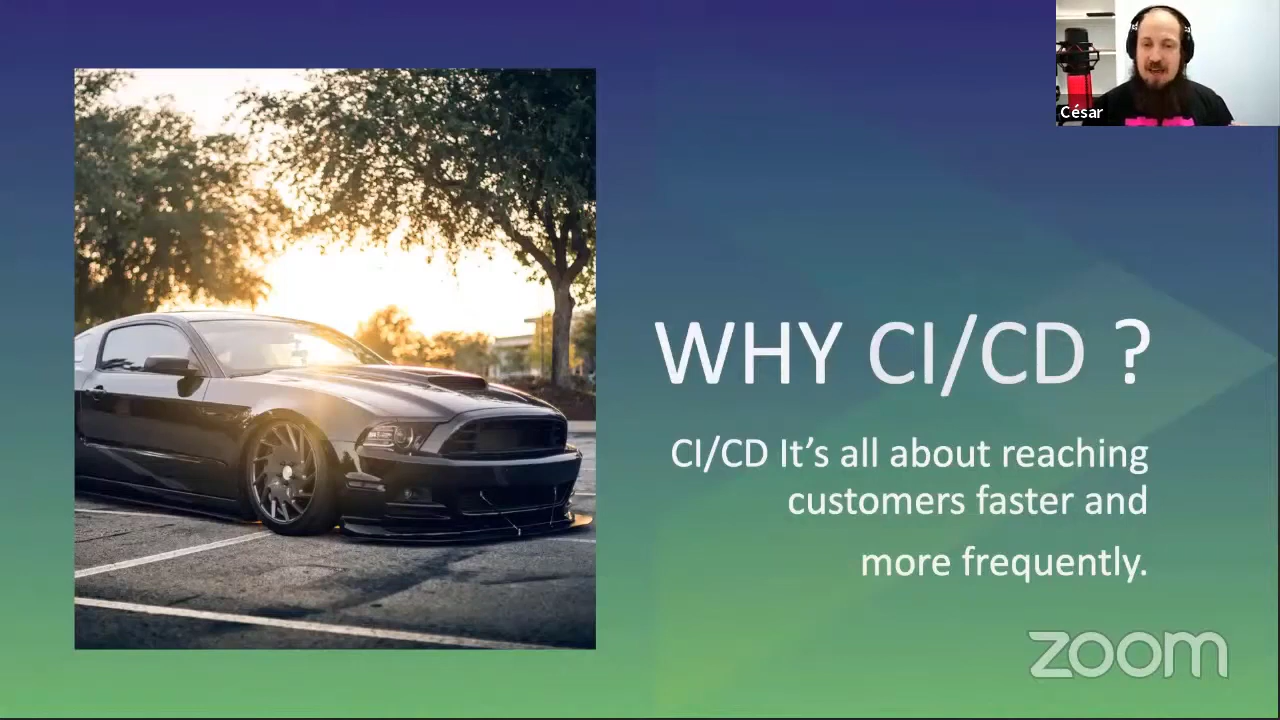 César
WHY CI/CD ?
CI/CD It’s all about reaching
customers faster and
more frequently.
zoom